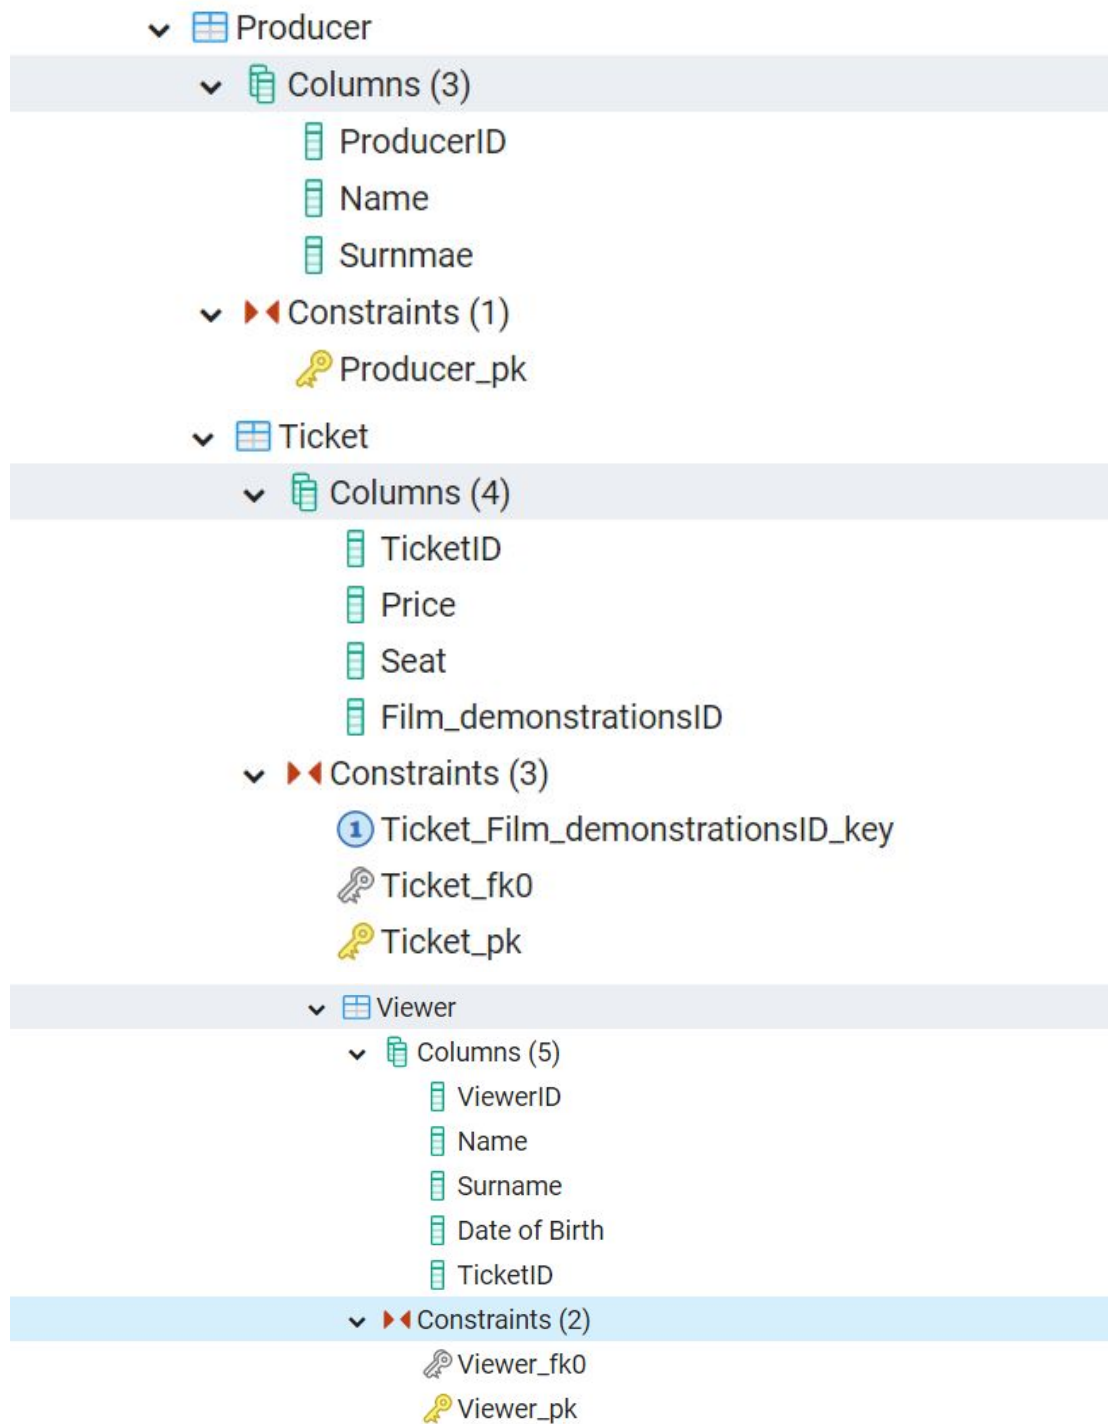 Producer
Columns (3)
ProducerID
Name
Surnmae
Constraints (1)
Producer_pk
Ticket
Columns (4)
TicketID
Price
Seat
Film_demonstrationsID
Constraints (3)
1 Ticket_Film_demonstrationsID_key
Ticket_fk0
Ticket_pk
Viewer
Columns (5)
ViewerID
Name
Surname
Date of Birth
TicketID
Constraints (2)
Viewer_fk0
Viewer_pk